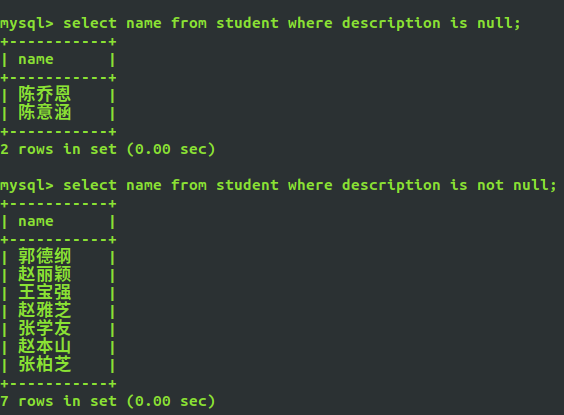 mysql> select name from student where description is null;
+-----------+
| name      |
+-----------+
| 陈乔恩    |
| 陈意涵    |
+-----------+
2 rows in set (0.00 sec)
mysql> select name from student where description is not null;
+-----------+
| name      |
+-----------+
| 郭德纲    |
| 赵丽颖    |
| 王宝强    |
| 赵雅芝    |
| 张学友    |
| 赵本山    |
| 张柏芝    |
+-----------+
7 rows in set (0.00 sec)